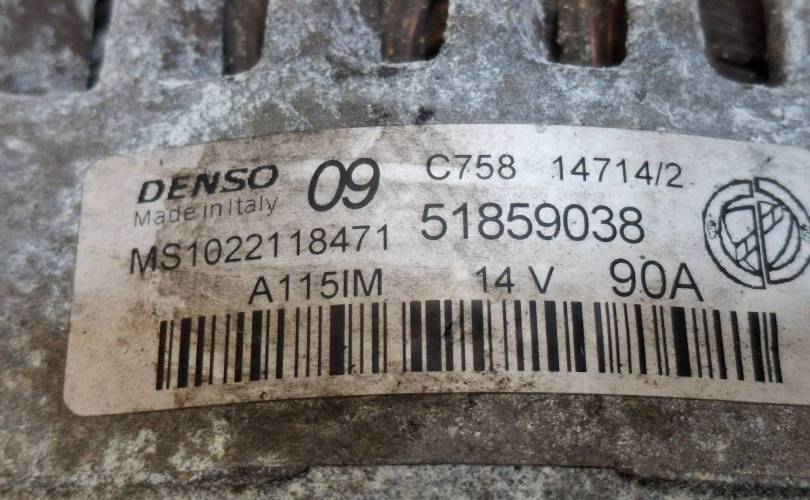 DENSO 09 C758 14714/2
Made in Italy 51859038
MS1022118471
A115IM 14 V 90A